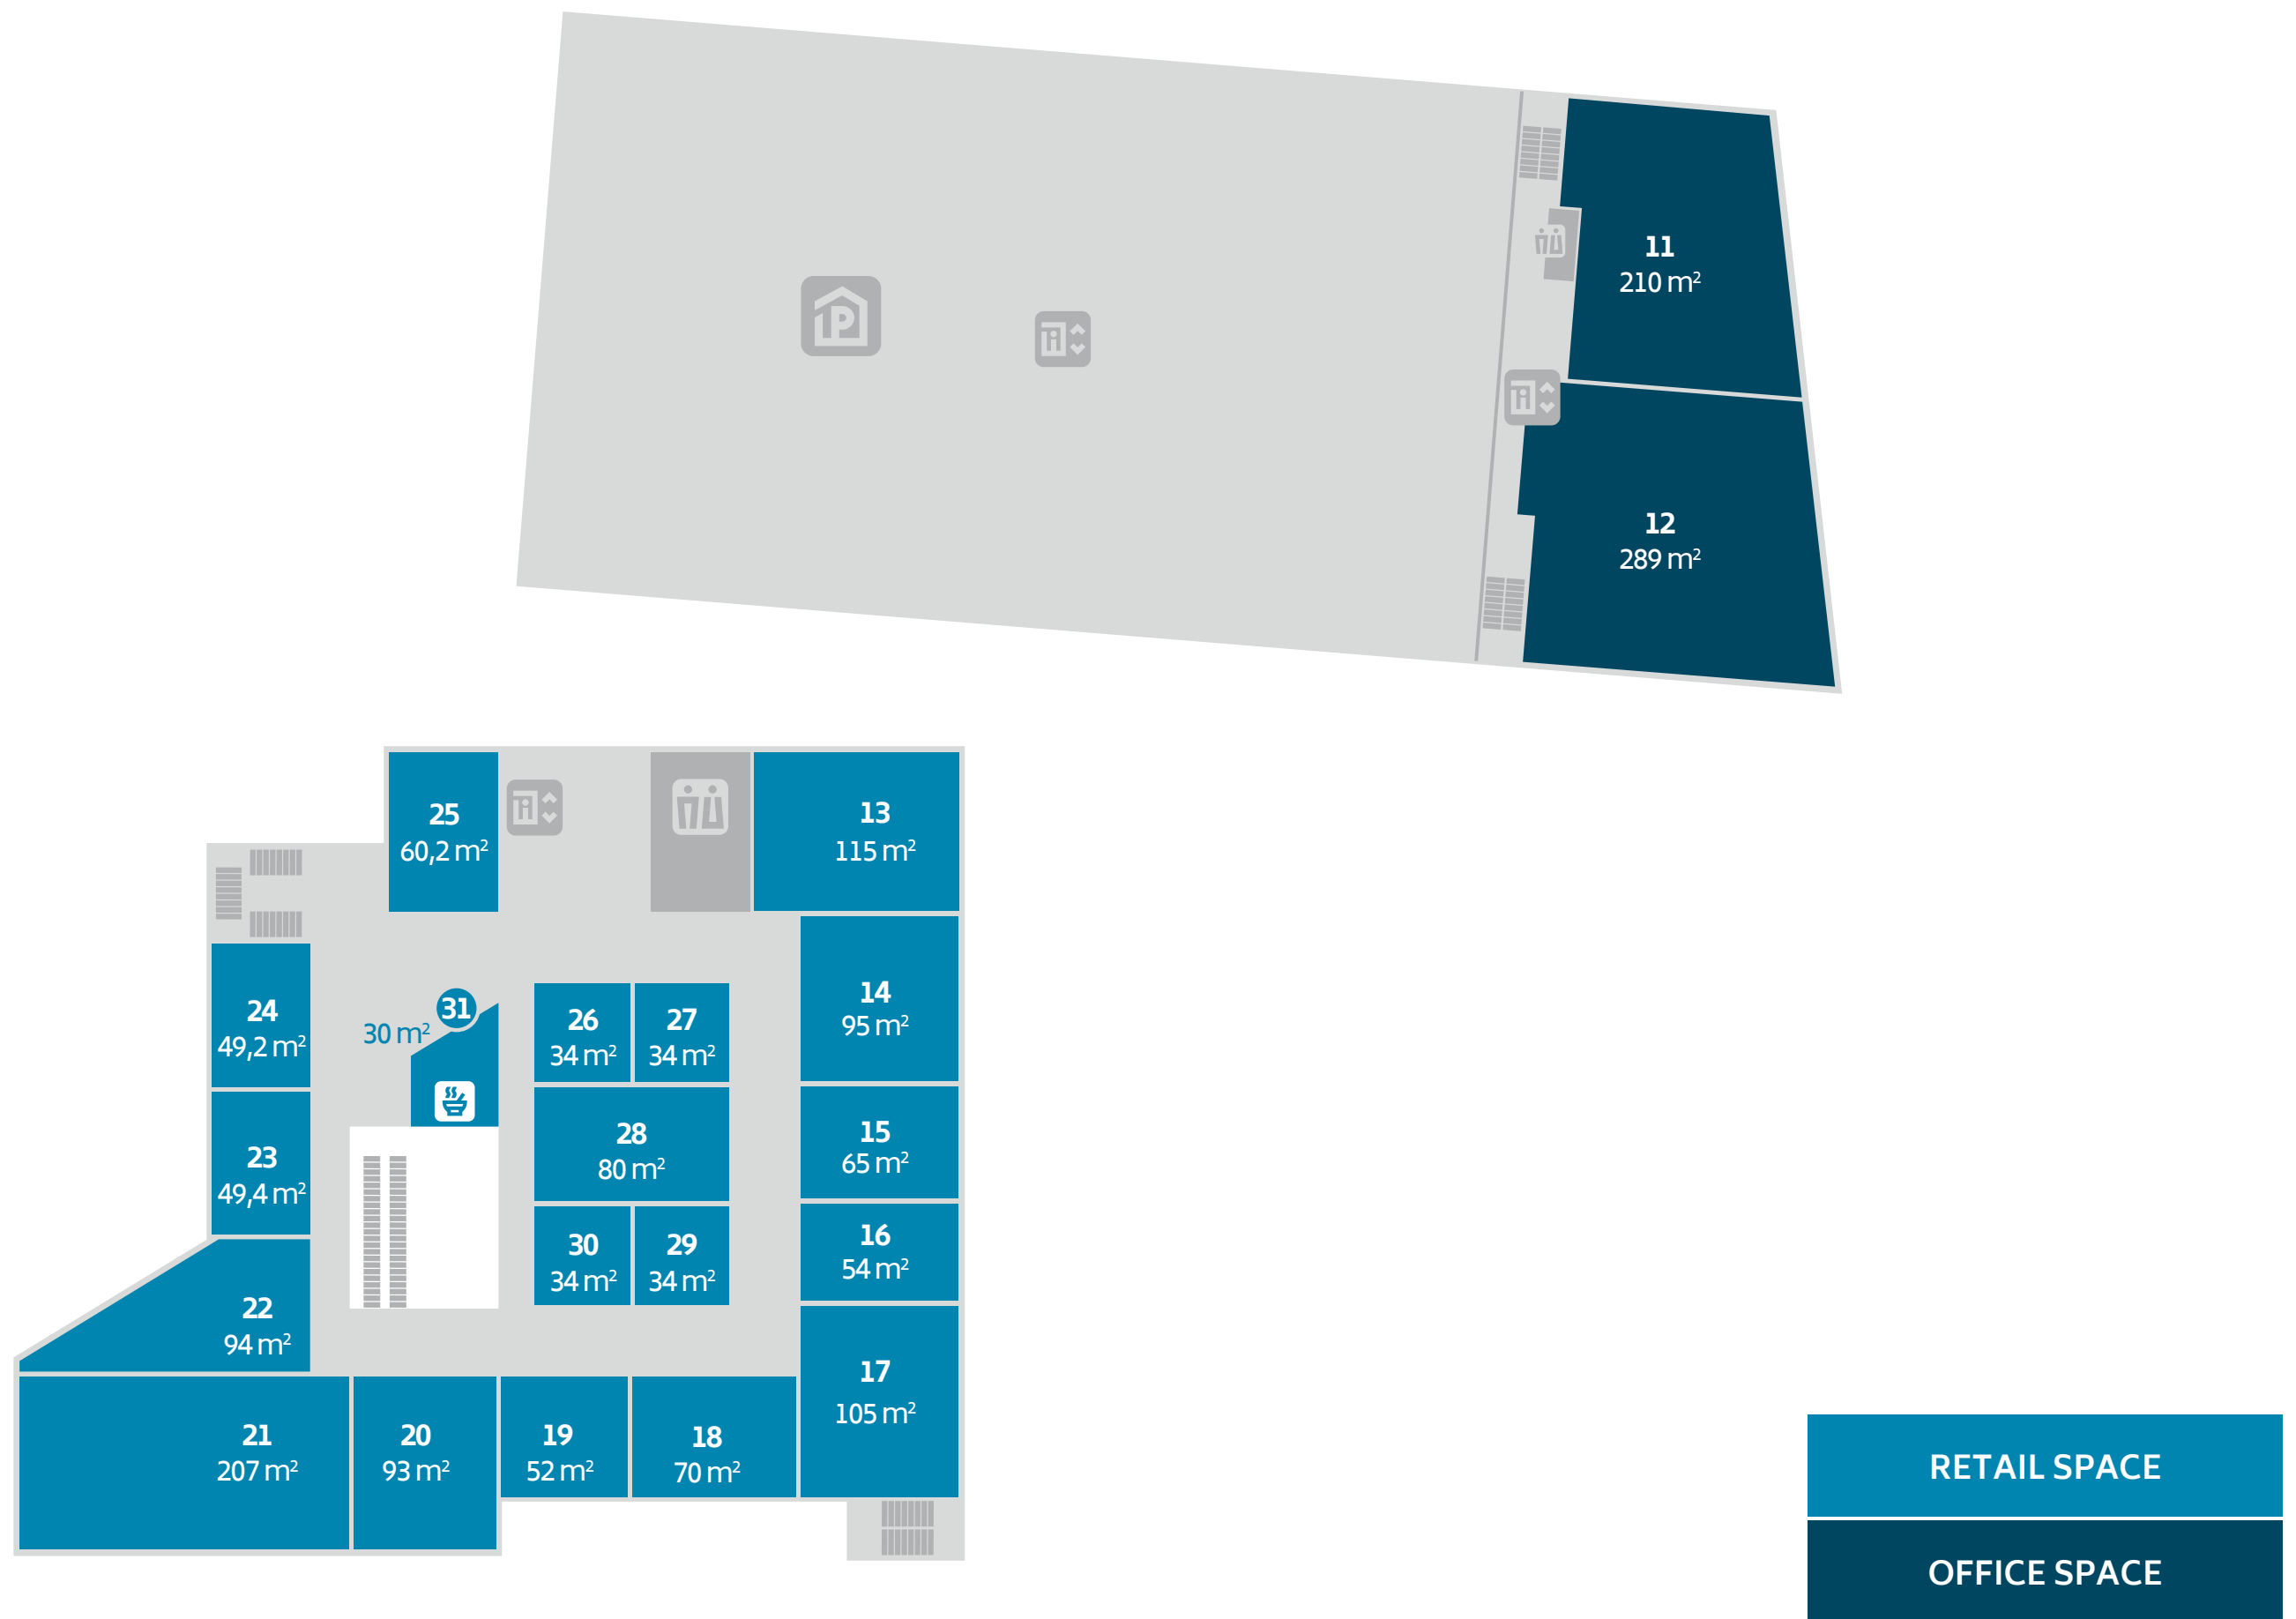 11
210 m²
12
289 m²
25
60,2 m²
13
115 m²
24
49,2 m²
31
30 m²
26
34 m²
27
34 m²
14
95 m²
23
49,4 m²
28
80 m²
15
65 m²
30
34 m²
29
34 m²
16
54 m²
22
94 m²
17
105 m²
21
207 m²
20
93 m²
19
52 m²
18
70 m²
RETAIL SPACE
OFFICE SPACE
P